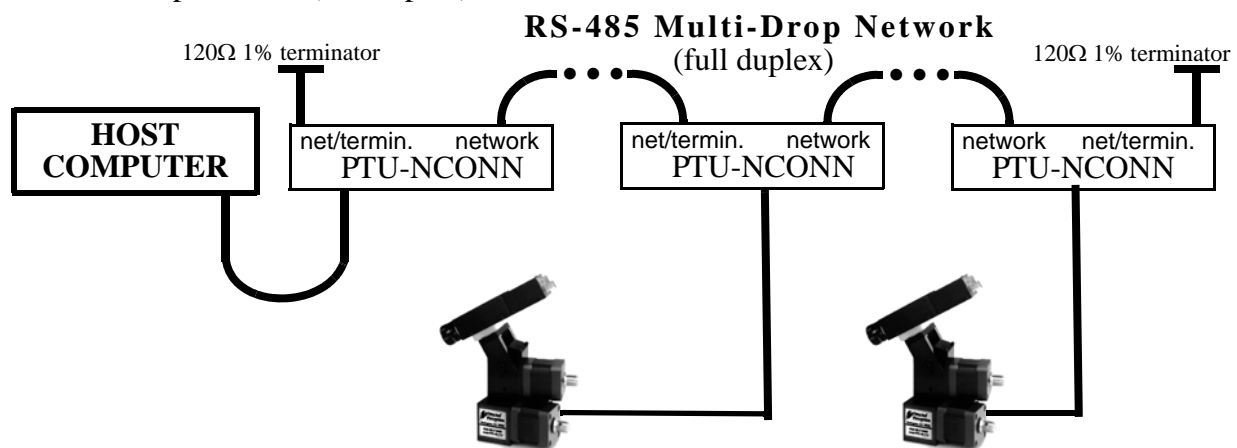 RS-485 Multi-Drop Network
(full duplex)
120Ω 1% terminator
120Ω 1% terminator
HOST
COMPUTER
net/termin. network
PTU-NCONN
net/termin. network
PTU-NCONN
network net/termin.
PTU-NCONN